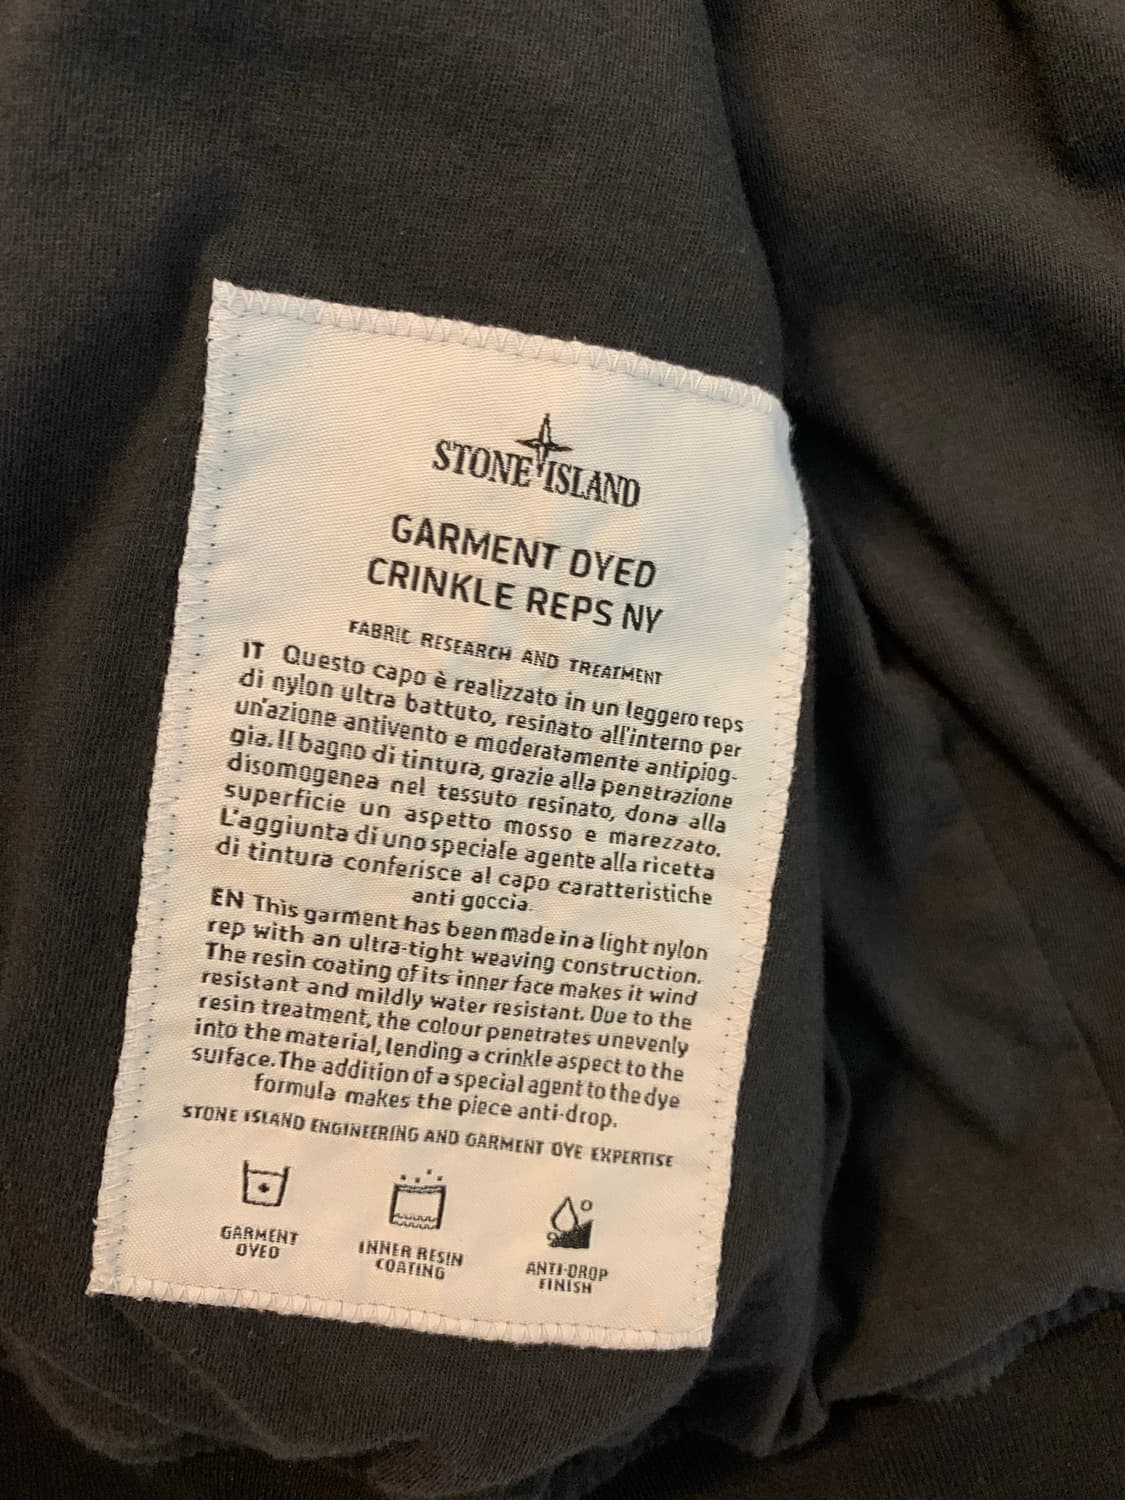 STONE ISLAND
GARMENT DYED
CRINKLE REPS NY
FABRIC RESEARCH AND TREATMENT
IT Questo capo è realizzato in un leggero reps
di nylon ultra battuto, resinato all'interno per
un'azione antivento e moderatamente antipiog-
gia. Il bagno di tintura, grazie alla penetrazione
disomogenea nel tessuto resinato, dona alla
superficie un aspetto mosso e marezzato.
L'aggiunta di uno speciale agente alla ricetta
di tintura conferisce al capo caratteristiche
anti goccia.
EN This garment has been made in a light nylon
rep with an ultra-tight weaving construction.
The resin coating of its inner face makes it wind
resistant and mildly water resistant. Due to the
resin treatment, the colour penetrates unevenly
into the material, lending a crinkle aspect to the
surface. The addition of a special agent to the dye
formula makes the piece anti-drop.
STONE ISLAND ENGINEERING AND GARMENT DYE EXPERTISE
GARMENT
DYED
INNER RESIN
COATING
ANTI-DROP
FINISH